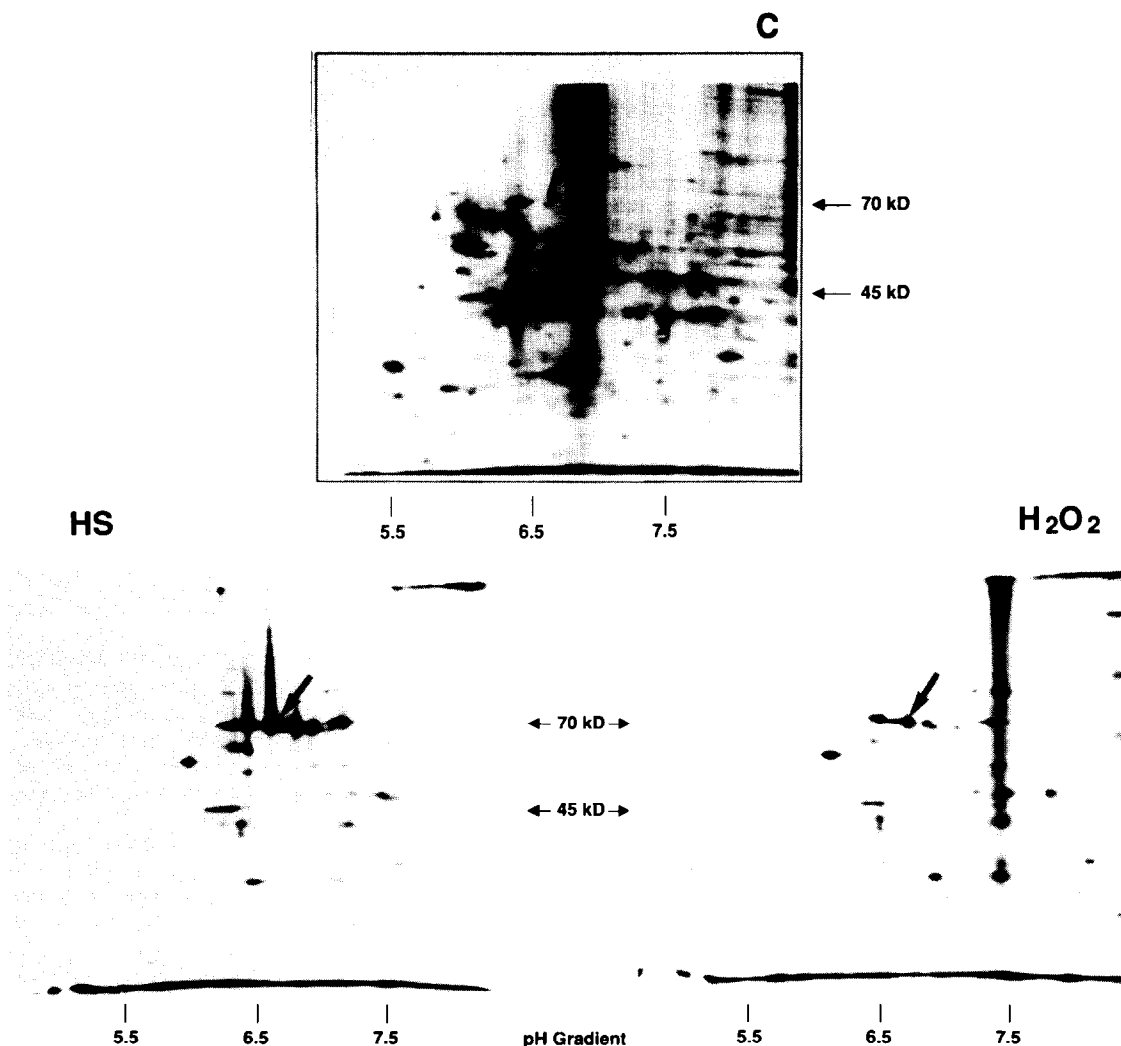 C
← 70 kD
← 45 kD
5.5 6.5 7.5
HS
H₂O₂
← 70 kD →
← 45 kD →
5.5 6.5 7.5 pH Gradient 5.5 6.5 7.5